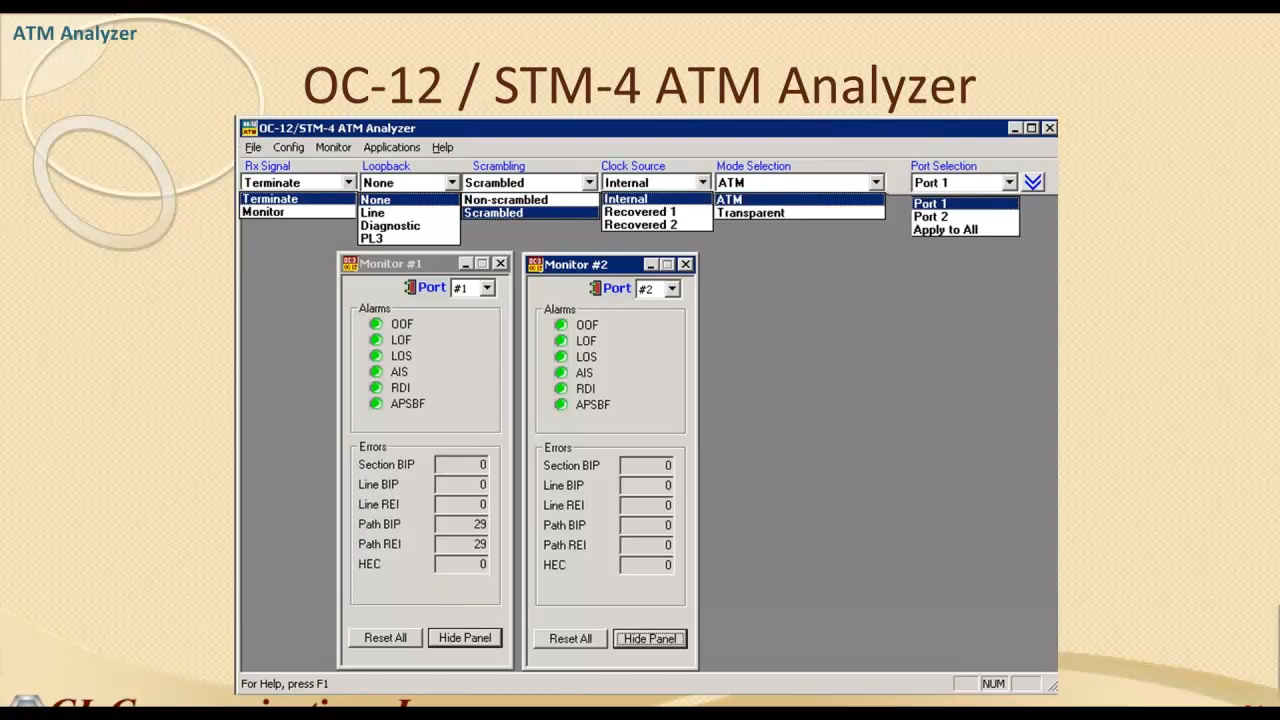 ATM Analyzer
OC-12 / STM-4 ATM Analyzer
OC-12/STM-4 ATM Analyzer
File Config Monitor Applications Help
Rx Signal Loopback Scrambling Clock Source Mode Selection Port Selection
Terminate None Scrambled Internal ATM Port 1
Terminate None Non-scrambled Internal ATM Port 1
Monitor Line Scrambled Recovered 1 Transparent Port 2
Diagnostic Recovered 2 Apply to All
PL3
Monitor #1
Port #1
Alarms
OOF
LOF
LOS
AIS
RDI
APSBF
Errors
Section BIP 0
Line BIP 0
Line REI 0
Path BIP 29
Path REI 29
HEC 0
Reset All Hide Panel
Monitor #2
Port #2
Alarms
OOF
LOF
LOS
AIS
RDI
APSBF
Errors
Section BIP 0
Line BIP 0
Line REI 0
Path BIP 0
Path REI 0
HEC 0
Reset All Hide Panel
For Help, press F1 NUM